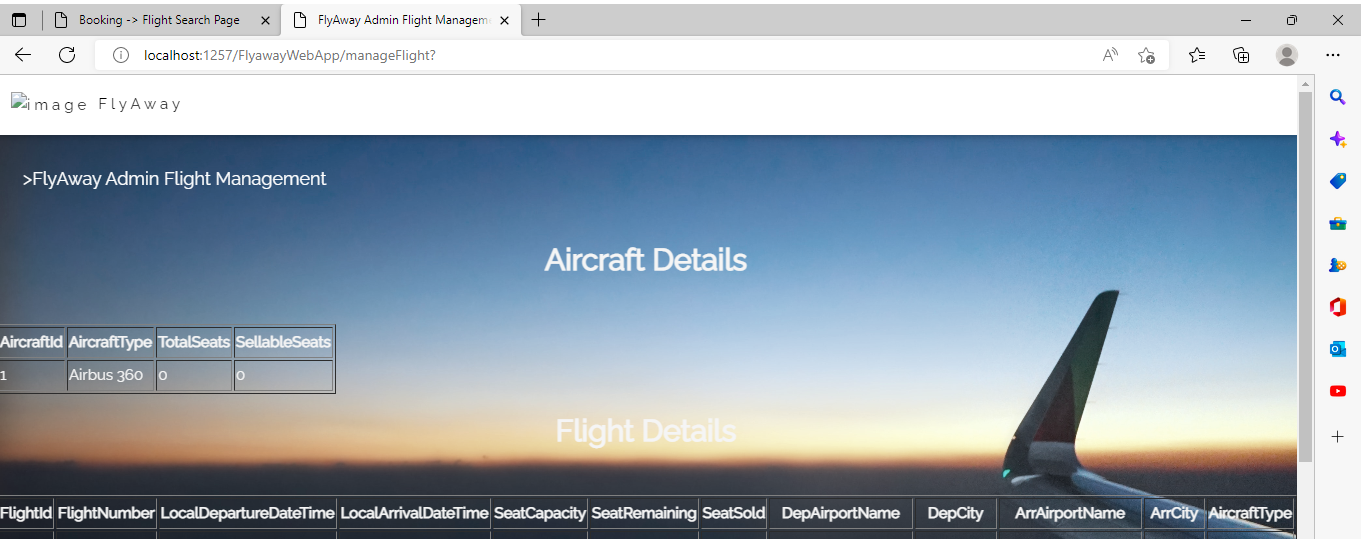 Booking -> Flight Search Page
FlyAway Admin Flight Managem
localhost:1257/FlyawayWebApp/manageFlight?
image FlyAway
>FlyAway Admin Flight Management
Aircraft Details
AircraftId AircraftType TotalSeats SellableSeats
1 Airbus 360 0 0
Flight Details
FlightId FlightNumber LocalDepartureDateTime LocalArrivalDateTime SeatCapacity SeatRemaining SeatSold DepAirportName DepCity ArrAirportName ArrCity AircraftType